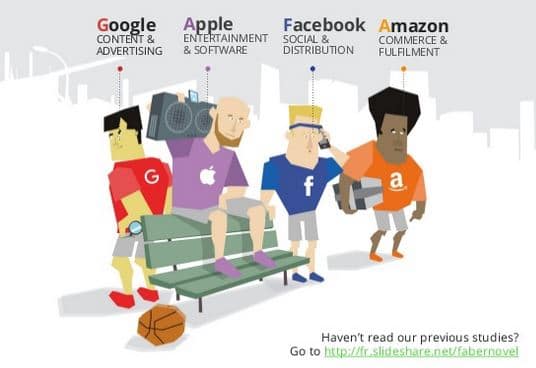 Google
CONTENT &
ADVERTISING
Apple
ENTERTAINMENT
& SOFTWARE
Facebook
SOCIAL &
DISTRIBUTION
Amazon
COMMERCE &
FULFILMENT
G
f
a
Haven't read our previous studies?
Go to http://fr.slideshare.net/fabernovel